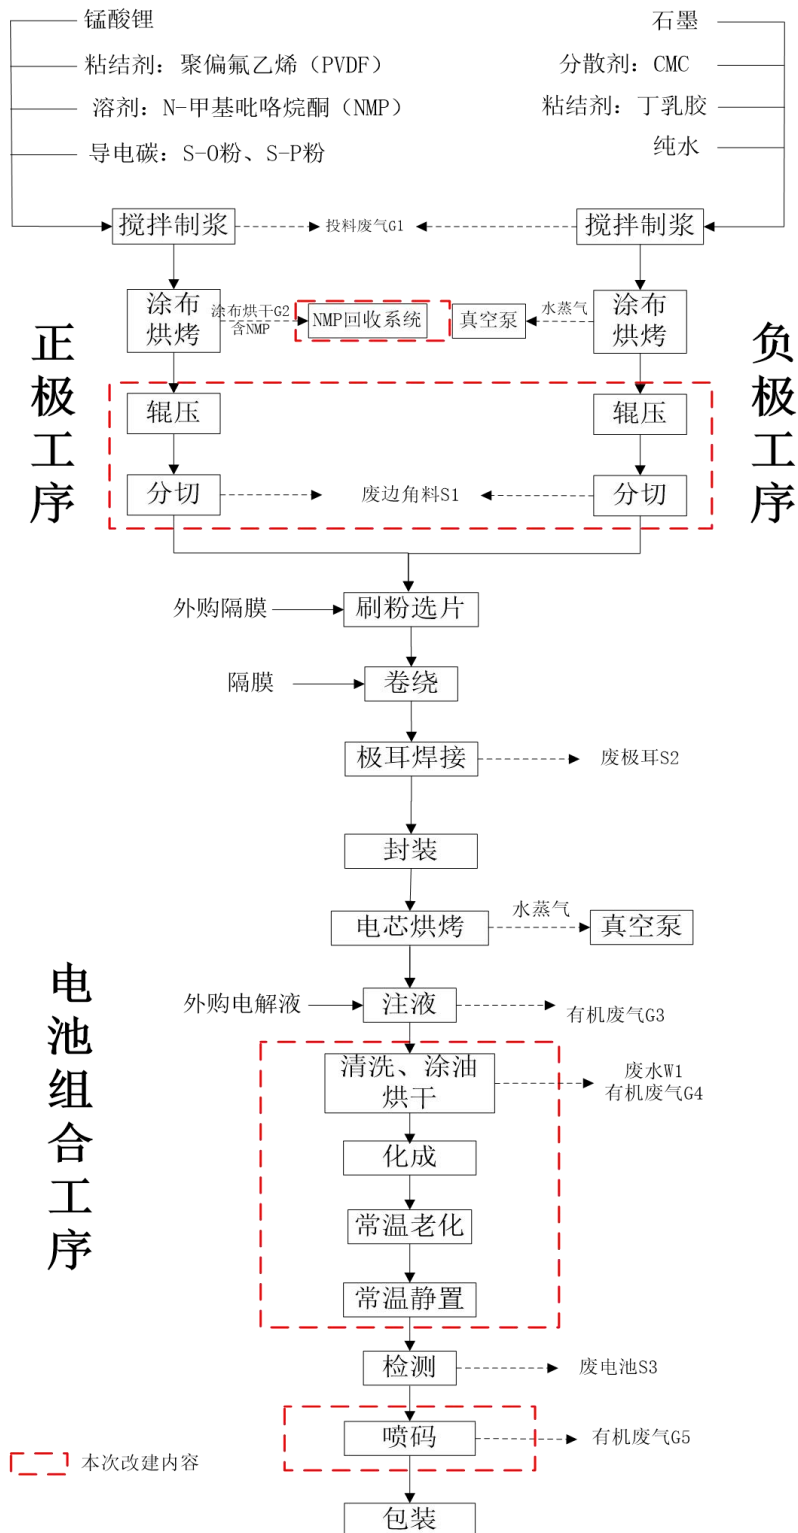 锰酸锂
粘结剂：聚偏氟乙烯（PVDF）
溶剂：N-甲基吡咯烷酮（NMP）
导电碳：S-O粉、S-P粉
石墨
分散剂：CMC
粘结剂：丁乳胶
纯水
搅拌制浆
投料废气G1
搅拌制浆
涂布
烘烤
涂布烘干G2
含NMP
NMP回收系统
真空泵
水蒸气
涂布
烘烤
正极工序
负极工序
辊压
辊压
分切
废边角料S1
分切
外购隔膜
刷粉选片
隔膜
卷绕
极耳焊接
废极耳S2
封装
电芯烘烤
水蒸气
真空泵
电池组合工序
外购电解液
注液
有机废气G3
清洗、涂油
烘干
废水W1
有机废气G4
化成
常温老化
常温静置
检测
废电池S3
喷码
有机废气G5
本次改建内容
包装